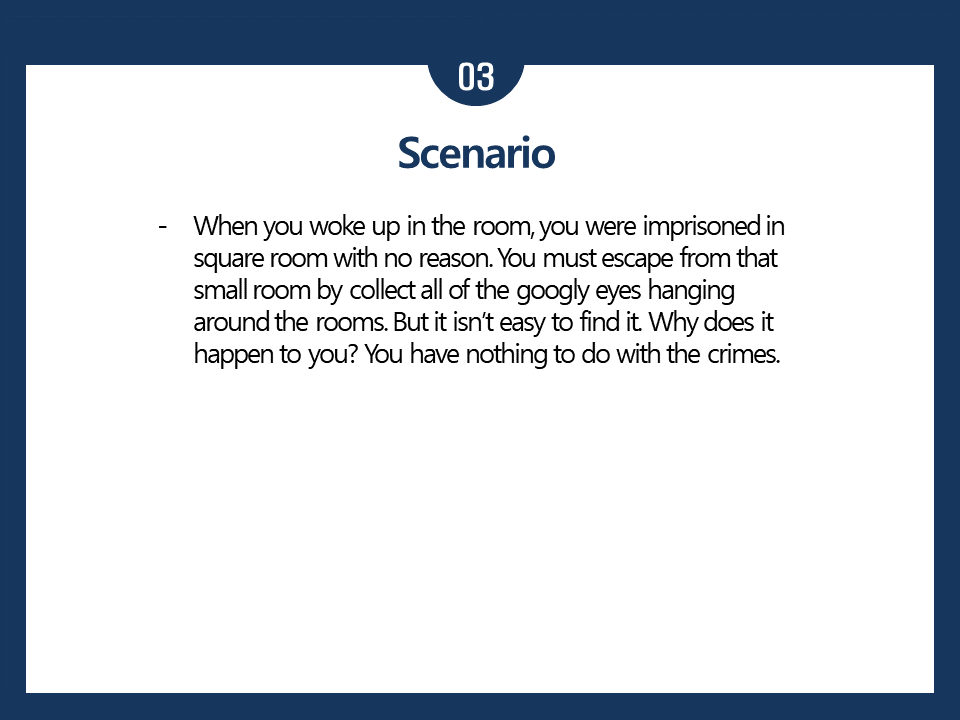 03
Scenario
- When you woke up in the room, you were imprisoned in
square room with no reason. You must escape from that
small room by collect all of the googly eyes hanging
around the rooms. But it isn’t easy to find it. Why does it
happen to you? You have nothing to do with the crimes.